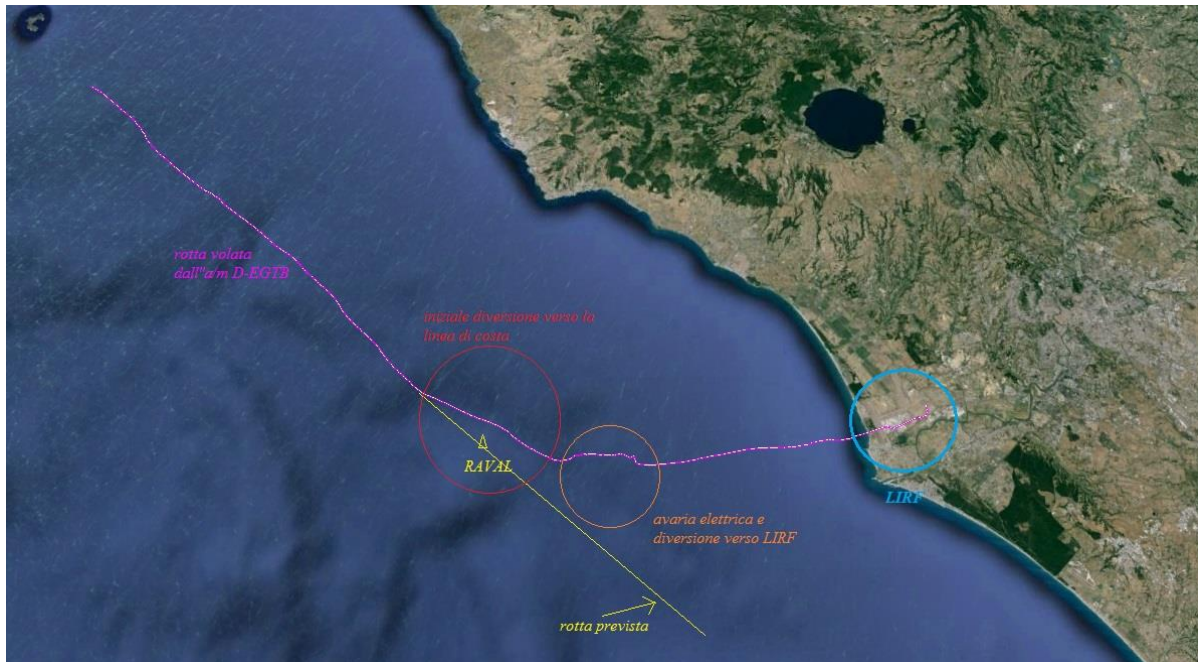 rotta volata
dall''a/m D-EGTB
iniziale diversione verso la
linea di costa
RAVAL
avaria elettrica e
diversione verso LIRF
LIRF
rotta prevista